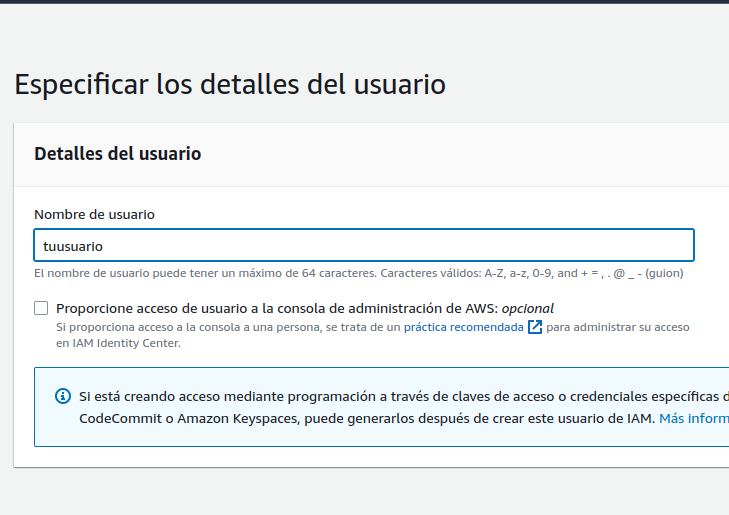 Especificar los detalles del usuario
Detalles del usuario
Nombre de usuario
tuusuario
El nombre de usuario puede tener un máximo de 64 caracteres. Caracteres válidos: A-Z, a-z, 0-9, and + = , . @ _ - (guion)
Proporcione acceso de usuario a la consola de administración de AWS: opcional
Si proporciona acceso a la consola a una persona, se trata de un práctica recomendada para administrar su acceso
en IAM Identity Center.
Si está creando acceso mediante programación a través de claves de acceso o credenciales específicas
CodeCommit o Amazon Keyspaces, puede generarlos después de crear este usuario de IAM. Más